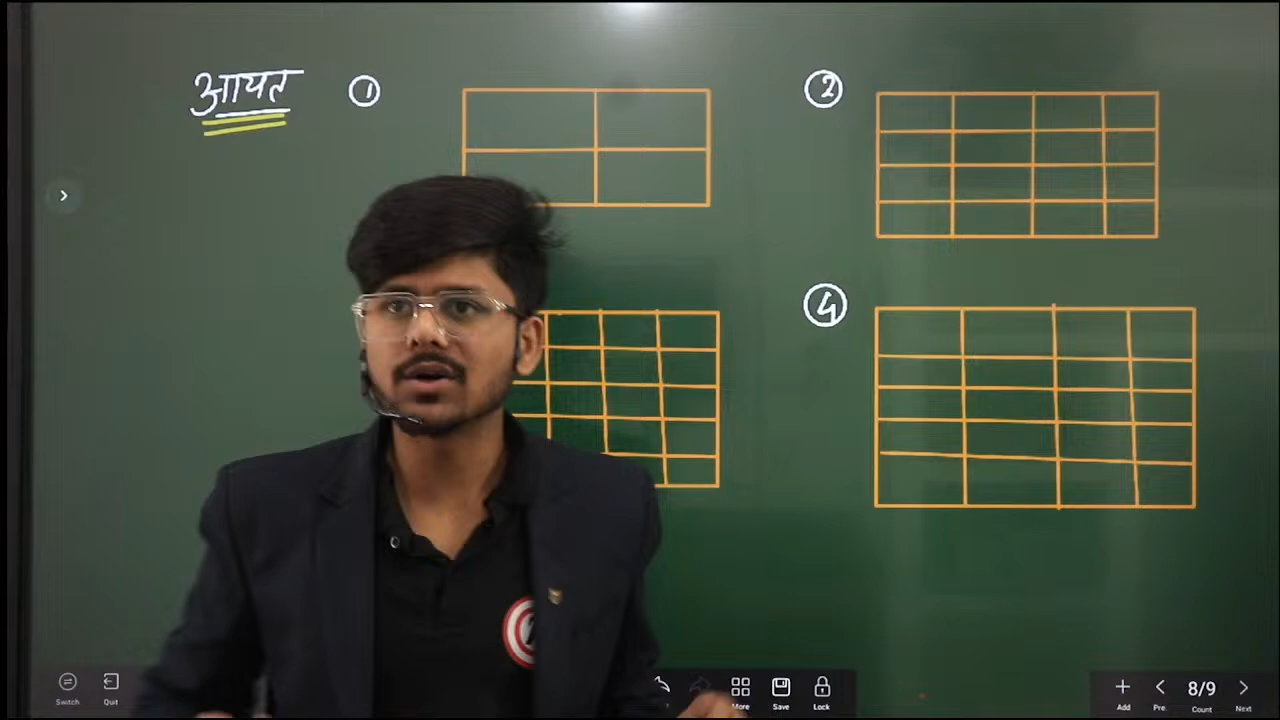 आयत
①
②
④
Switch
Quit
More
Save
Lock
Add
Pre
8/9
Count
Next